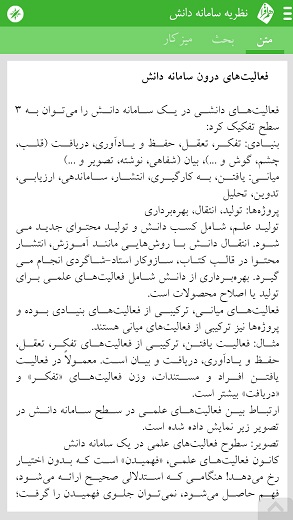 نظریه سامانه دانش
متن
بحث
میزکار
فعالیت‌های درون سامانه دانش
فعالیت‌های دانشی در یک سامانه دانش را می‌توان به ۳
سطح تفکیک کرد:
بنیادی: تفکر، تعقل، حفظ و یادآوری، دریافت (قلب،
چشم، گوش و ...)، بیان (شفاهی، نوشته، تصویر و ...)
میانی: یافتن، به کارگیری، انتشار، ساماندهی، ارزیابی،
تدوین، تحلیل
پروژه‌ها: تولید، انتقال، بهره‌برداری
تولید علم، شامل کسب دانش و تولید محتوای جدید می
شود. انتقال دانش با روش‌هایی مانند آموزش، انتشار
محتوا در قالب کتاب، سازوکار استاد-شاگردی انجام می
گیرد. بهره‌برداری از دانش شامل فعالیت‌های علمی برای
تولید یا اصلاح محصولات است.
فعالیت‌های میانی، ترکیبی از فعالیت‌های بنیادی بوده و
پروژه‌ها نیز ترکیبی از فعالیت‌های میانی هستند.
مثال: فعالیت یافتن، ترکیبی از فعالیت‌های تفکر، تعقل،
حفظ و یادآوری، دریافت و بیان است. معمولاً در فعالیت
یافتن افراد و مستندات، وزن فعالیت‌های «تفکر» و
«دریافت» بیشتر است.
ارتباط بین فعالیت‌های علمی در سطح سامانه دانش در
تصویر زیر نمایش داده شده است.
تصویر: سطوح فعالیت‌های علمی در یک سامانه دانش
کانون فعالیت‌های علمی، «فهمیدن» است که بدون اختیار
رخ می‌دهد! هنگامی که استدلالی صحیح ارائه می‌شود،
فهم حاصل می‌شود، نمی‌توان جلوی فهمیدن را گرفت؛